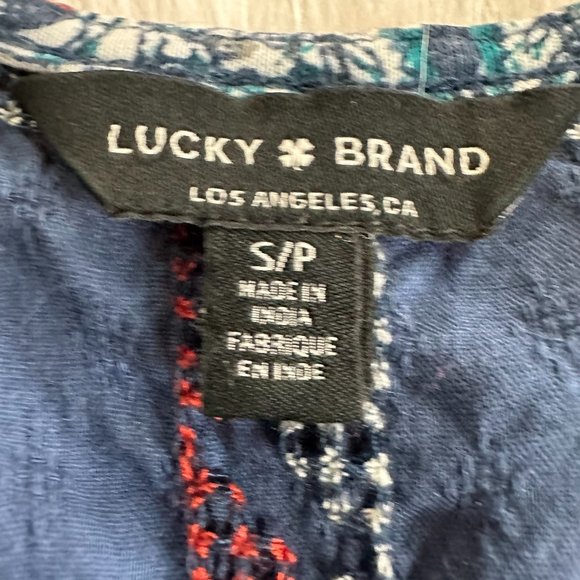 LUCKY BRAND
LOS ANGELES, CA
S/P
MADE IN
INDIA
FABRIQUE
EN INDE